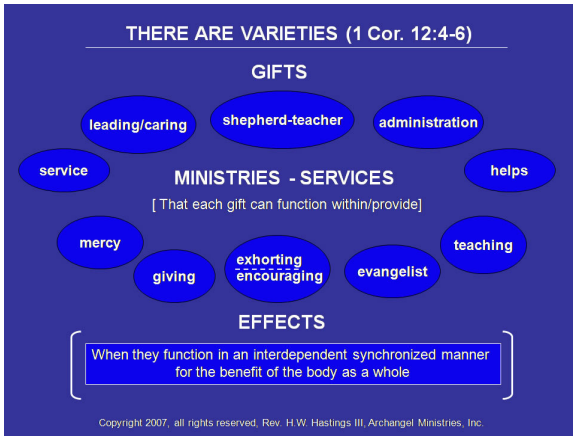 THERE ARE VARIETIES (1 Cor. 12:4-6)
GIFTS
leading/caring
shepherd-teacher
administration
service
helps
MINISTRIES - SERVICES
[ That each gift can function within/provide]
mercy
giving
exhorting
encouraging
evangelist
teaching
EFFECTS
When they function in an interdependent synchronized manner
for the benefit of the body as a whole
Copyright 2007, all rights reserved, Rev. H.W. Hastings III, Archangel Ministries, Inc.